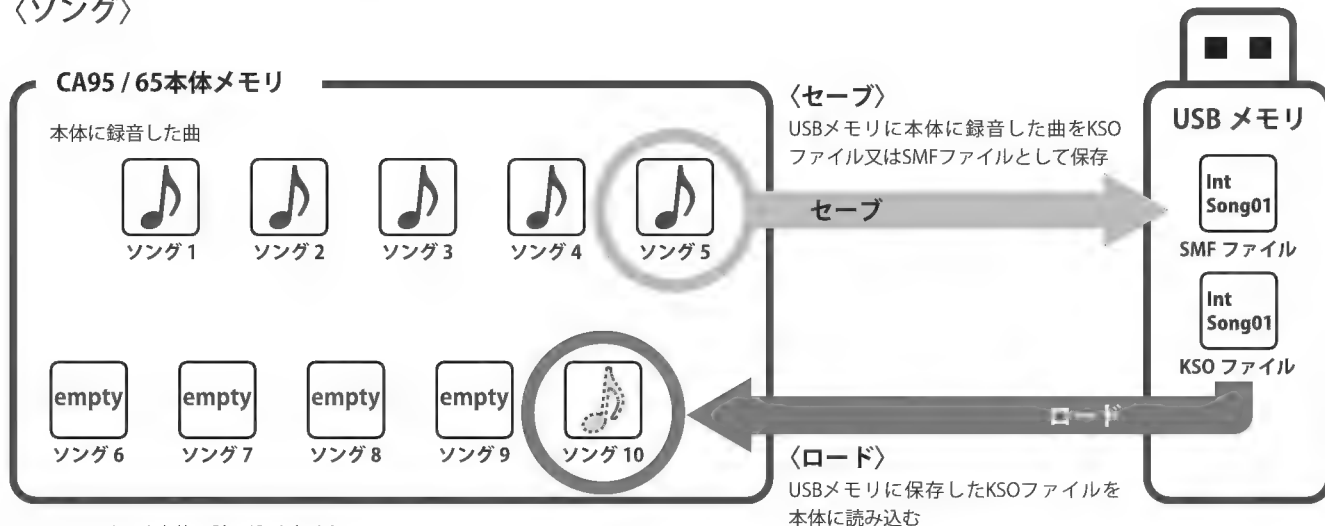 〈ソング〉
CA95 / 65本体メモリ
本体に録音した曲
ソング 1
ソング 2
ソング 3
ソング 4
ソング 5
empty
empty
empty
empty
ソング 6
ソング 7
ソング 8
ソング 9
ソング 10
〈セーブ〉
USBメモリに本体に録音した曲をKSO
ファイル又はSMFファイルとして保存
セーブ
ロード
〈ロード〉
USBメモリに保存したKSOファイルを
本体に読み込む
USB メモリ
Int
Song01
SMF ファイル
Int
Song01
KSO ファイル